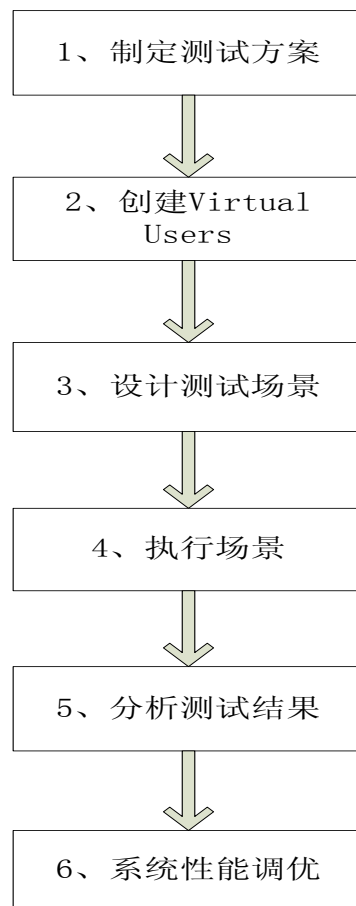 1、制定测试方案
2、创建Virtual
Users
3、设计测试场景
4、执行场景
5、分析测试结果
6、系统性能调优